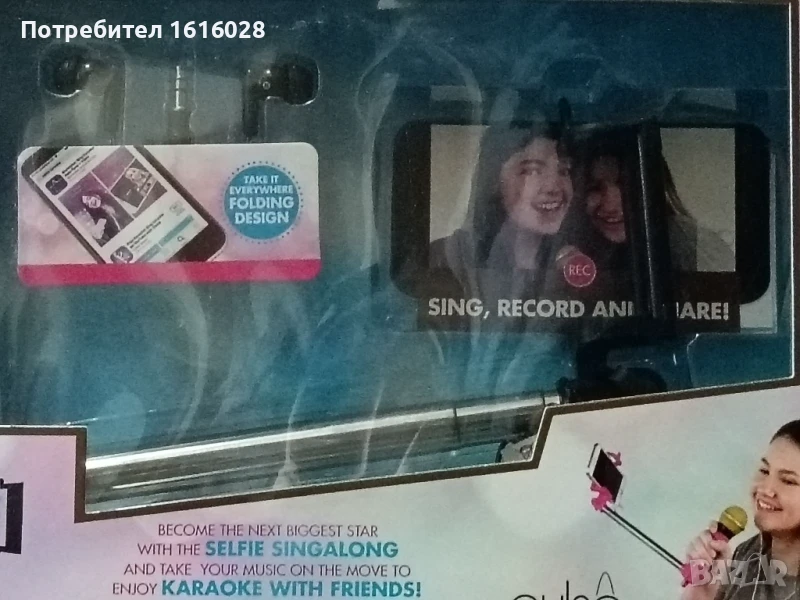 Потребител 1616028
TAKE IT
EVERYWHERE
FOLDING
DESIGN
REC
SING, RECORD AND
BECOME THE NEXT BIGGEST STAR
WITH THE SELFIE SINGALONG
AND TAKE YOUR MUSIC ON THE MOVE TO
ENJOY KARAOKE WITH FRIENDS!
BAZAR